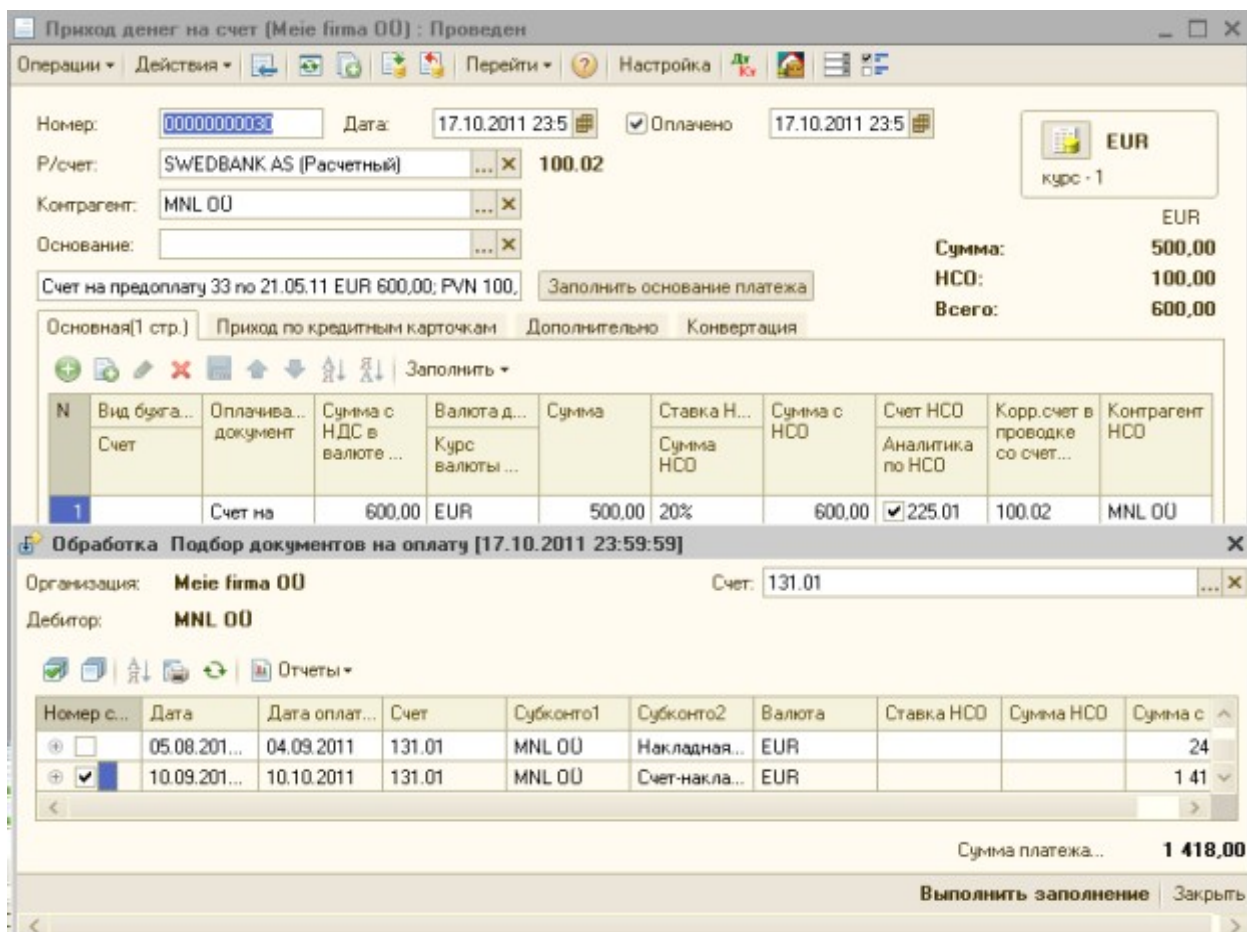 Приход денег на счет (Meie firma OÜ) : Проведен
Операции Действия Перейти Настройка
Номер: 00000000030 Дата: 17.10.2011 23:5 Оплачено 17.10.2011 23:5
EUR
Р/счет: SWEDBANK AS (Расчетный) ... 100.02
курс - 1
Контрагент: MNL OÜ ...
EUR
Основание: ...
Сумма: 500,00
Счет на предоплату 33 по 21.05.11 EUR 600,00; PVN 100, Заполнить основание платежа
НСО: 100,00
Всего: 600,00
Основная(1 стр.) Приход по кредитным карточкам Дополнительно Конвертация
Заполнить
N Вид бухга... Оплачива... документ Сумма с НДС в валюте ... Валюта д... Сумма Ставка Н... Сумма с НСО Счет НСО Корр.счет в проводке со счет... Контрагент НСО
Счет Курс валюты ... Сумма НСО Аналитика по НСО
1 Счет на 600,00 EUR 500,00 20% 600,00 225.01 100.02 MNL OÜ
Обработка Подбор документов на оплату [17.10.2011 23:59:59]
Организация: Meie firma OÜ Счет: 131.01 ...
Дебитор: MNL OÜ
Отчеты
Номер с... Дата Дата оплат... Счет Субконто1 Субконто2 Валюта Ставка НСО Сумма НСО Сумма с
05.08.201... 04.09.2011 131.01 MNL OÜ Накладная... EUR 24
10.09.201... 10.10.2011 131.01 MNL OÜ Счет-накла... EUR 1 41
Сумма платежа... 1 418,00
Выполнить заполнение Закрыть